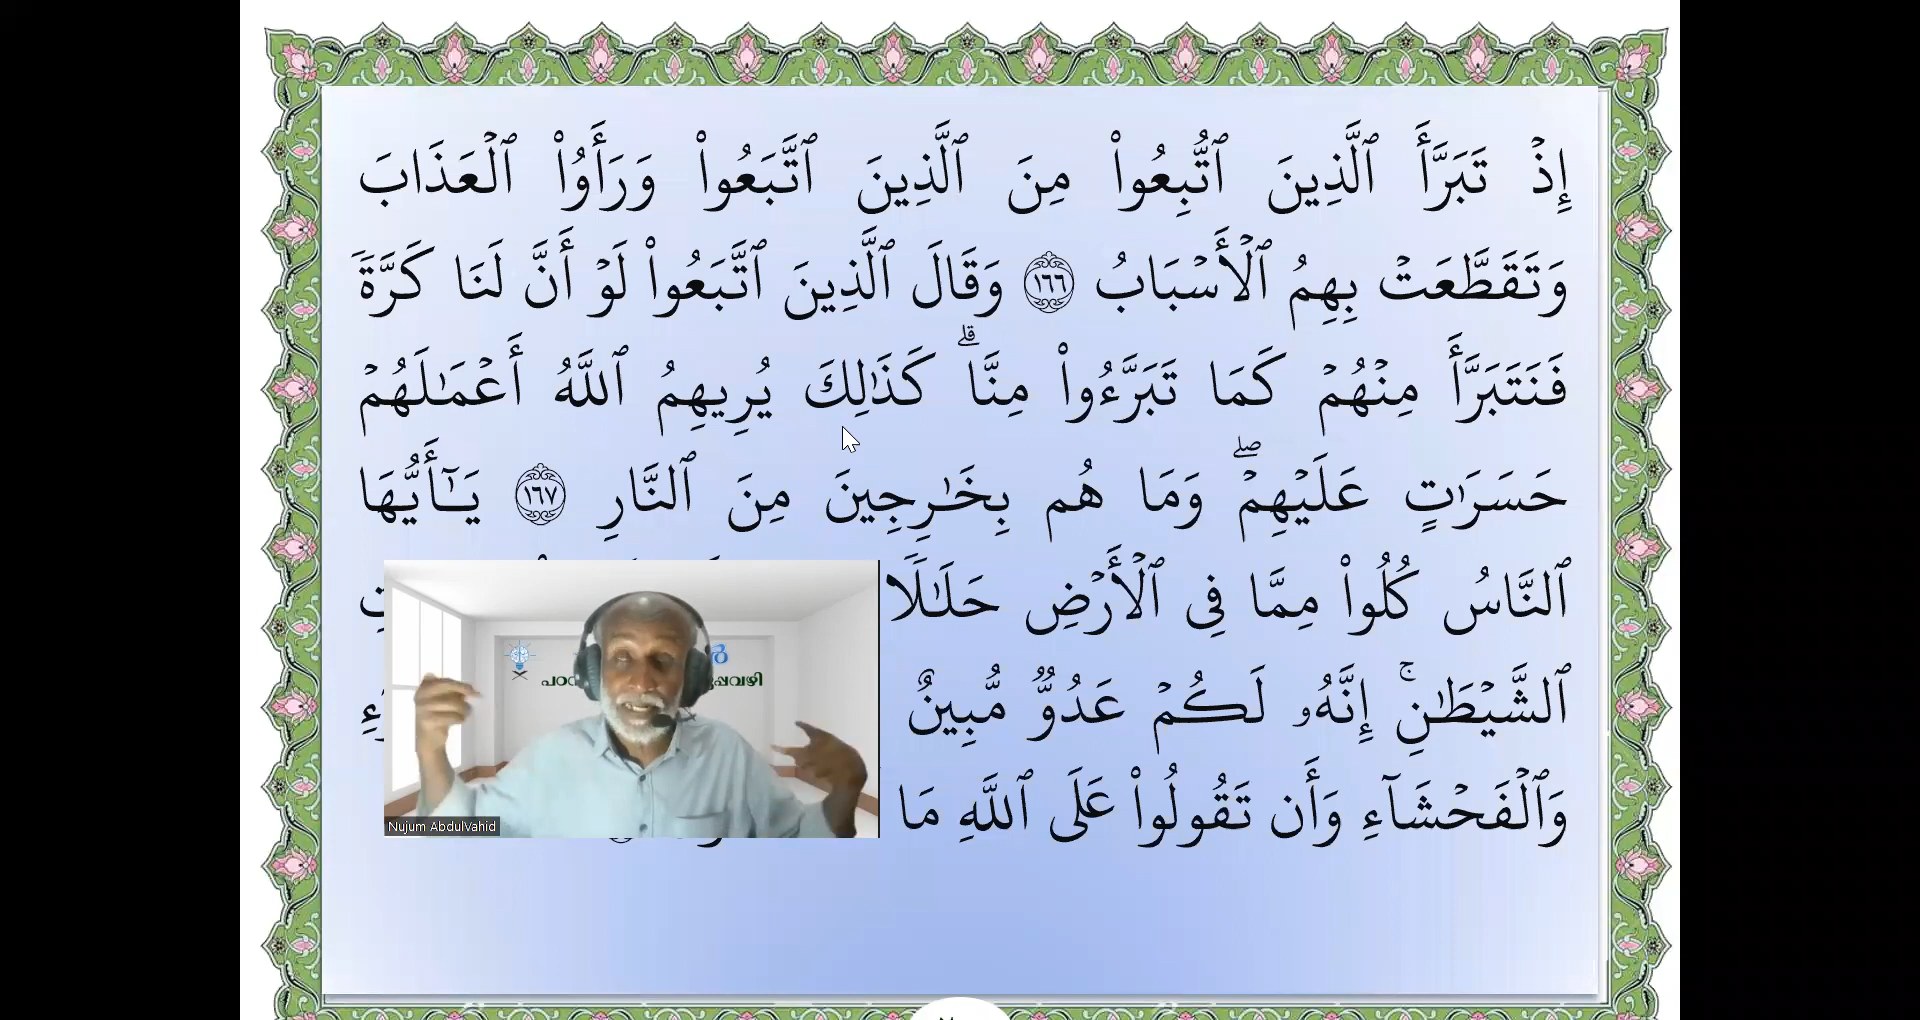 إِذۡ تَبَرَّأَ ٱلَّذِينَ ٱتُّبِعُواْ مِنَ ٱلَّذِينَ ٱتَّبَعُواْ وَرَأَوُاْ ٱلۡعَذَابَ
وَتَقَطَّعَتۡ بِهِمُ ٱلۡأَسۡبَابُ ١٦٦ وَقَالَ ٱلَّذِينَ ٱتَّبَعُواْ لَوۡ أَنَّ لَنَا كَرَّةٗ
فَنَتَبَرَّأَ مِنۡهُمۡ كَمَا تَبَرَّءُواْ مِنَّاۗ كَذَٰلِكَ يُرِيهِمُ ٱللَّهُ أَعۡمَٰلَهُمۡ
حَسَرَٰتٍ عَلَيۡهِمۡۖ وَمَا هُم بِخَٰرِجِينَ مِنَ ٱلنَّارِ ١٦٧ يَٰٓأَيُّهَا
ٱلنَّاسُ كُلُواْ مِمَّا فِي ٱلۡأَرۡضِ حَلَٰلٗا
ٱلشَّيۡطَٰنِۚ إِنَّهُۥ لَكُمۡ عَدُوّٞ مُّبِينٌ
وَٱلۡفَحۡشَآءِ وَأَن تَقُولُواْ عَلَى ٱللَّهِ مَا
Nujum AbdulVahid